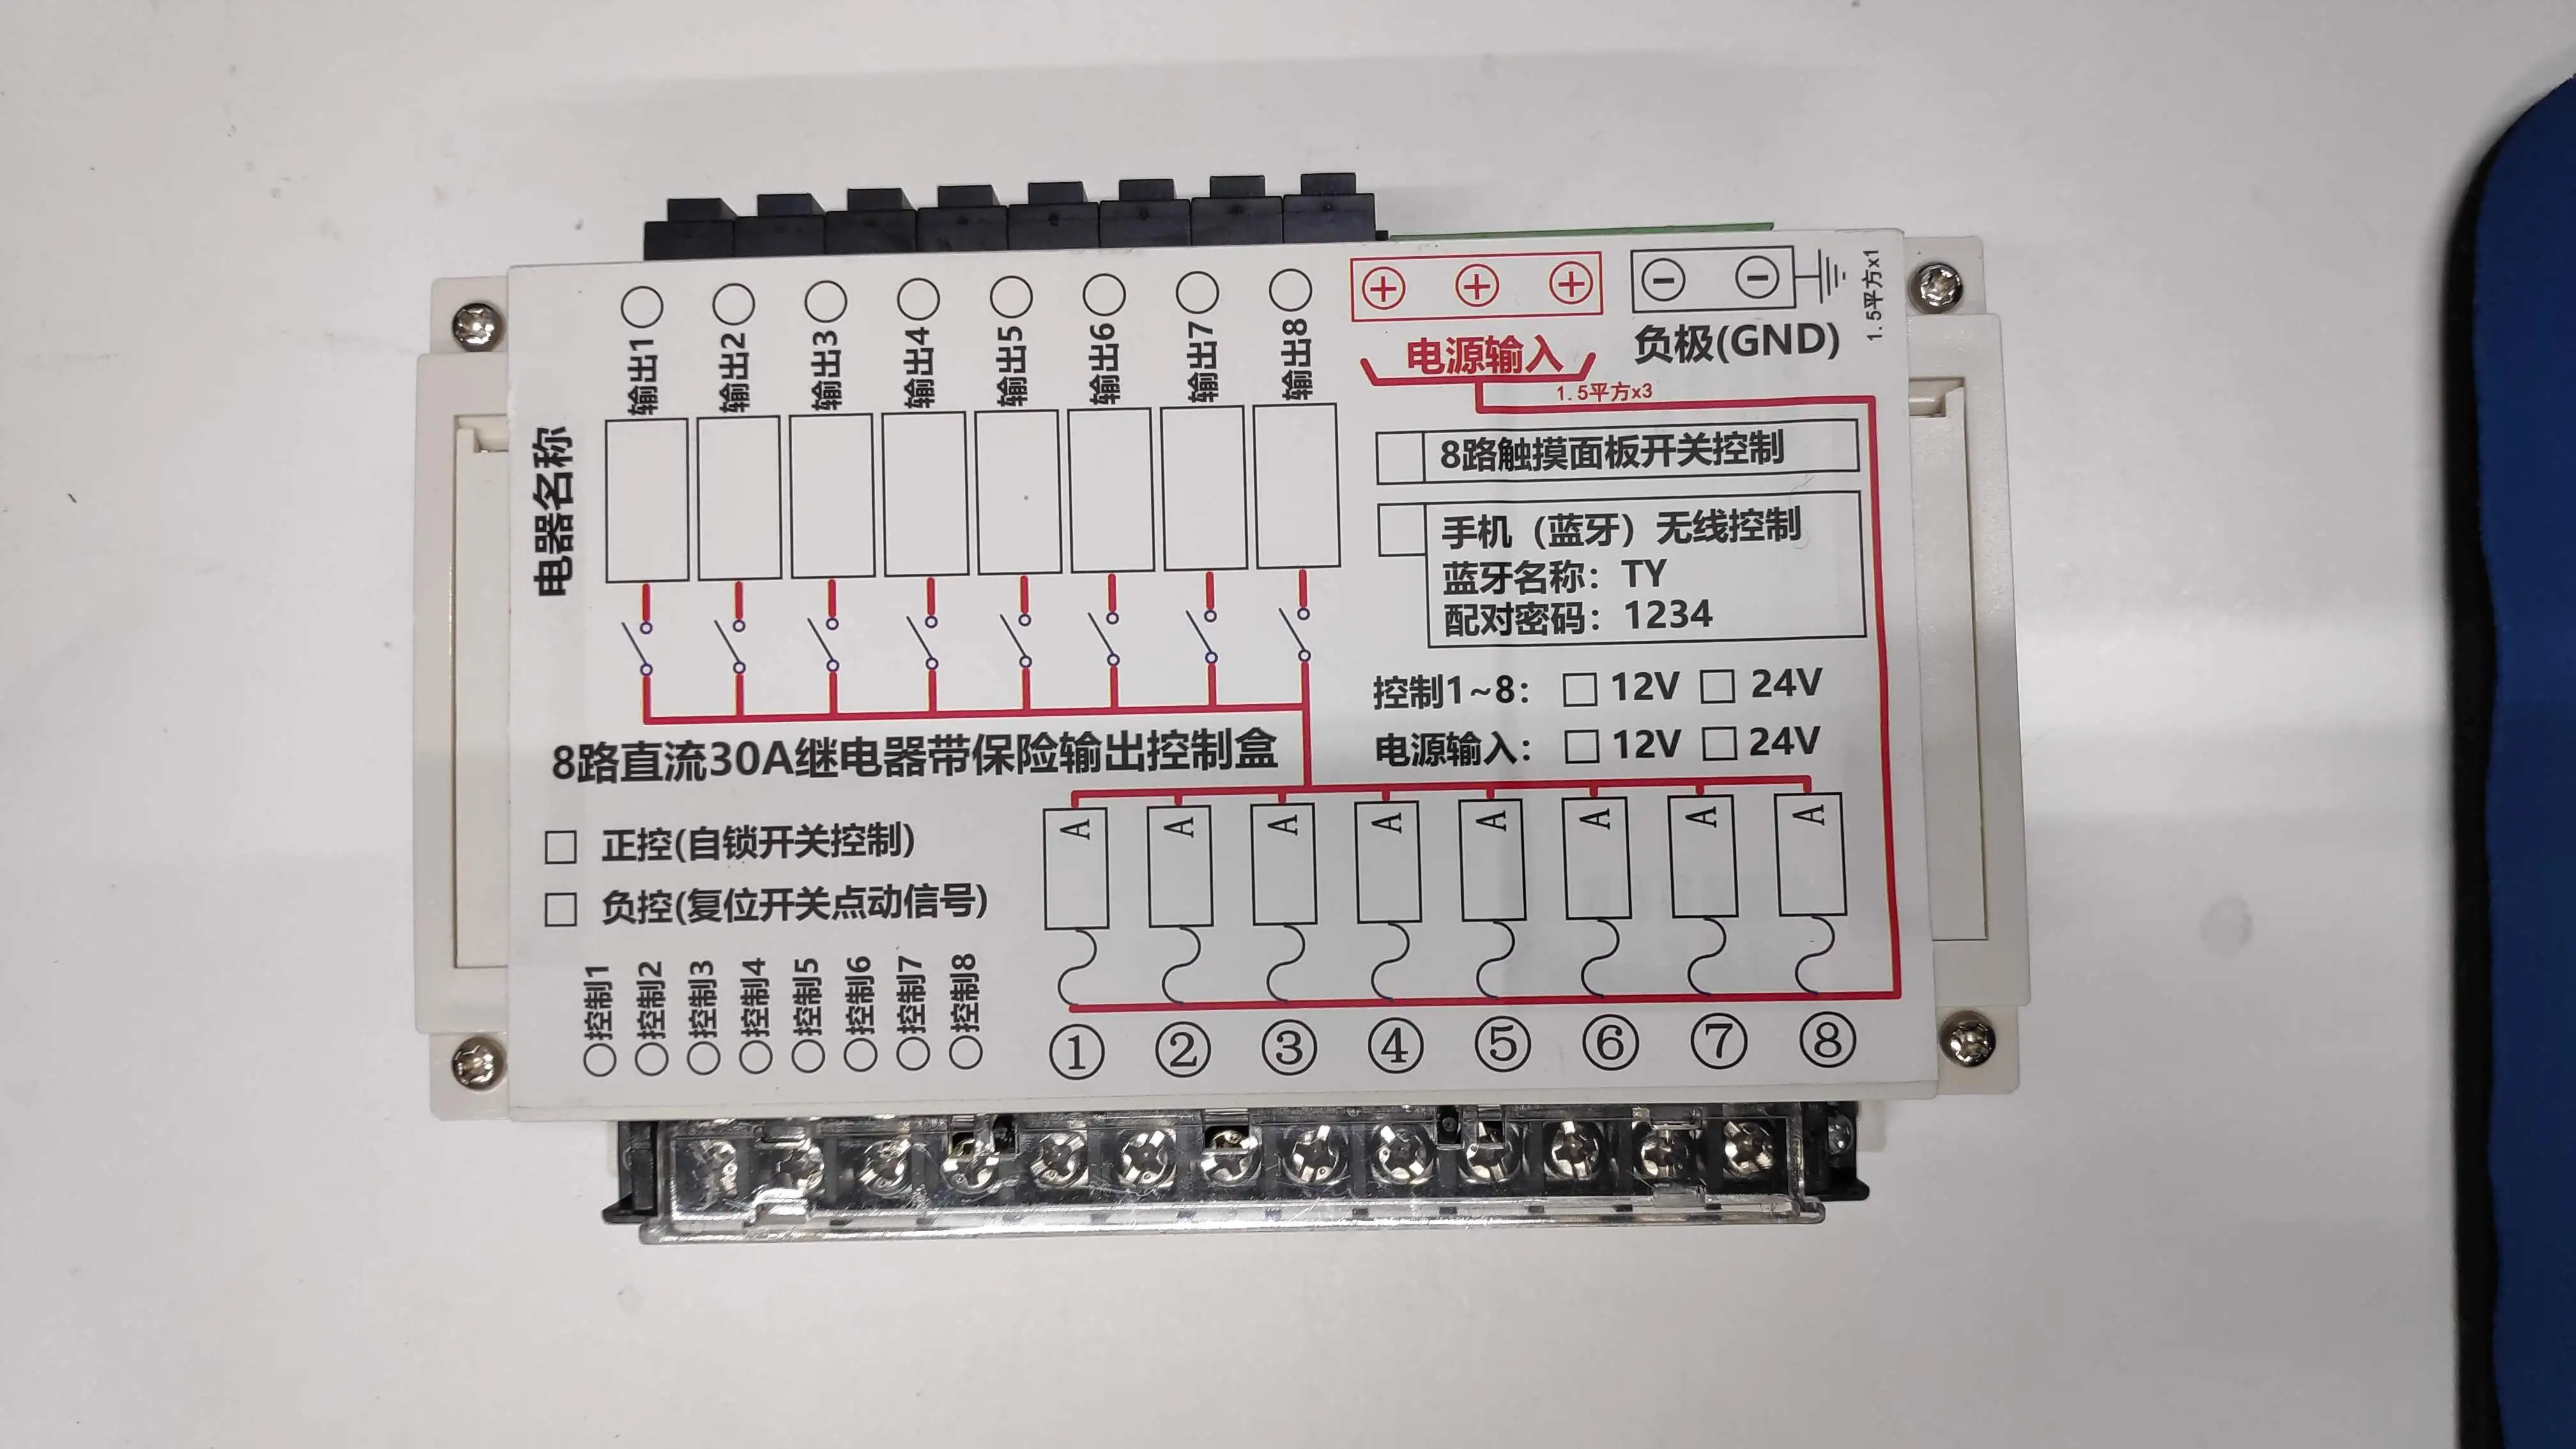 输出1
输出2
输出3
输出4
输出5
输出6
输出7
输出8
电源输入
1.5平方x3
负极(GND)
1.5平方x1
电器名称
8路触摸面板开关控制
手机（蓝牙）无线控制
蓝牙名称：TY
配对密码：1234
控制1~8： 12V 24V
电源输入： 12V 24V
8路直流30A继电器带保险输出控制盒
正控(自锁开关控制)
负控(复位开关点动信号)
A A A A A A A A
控制1
控制2
控制3
控制4
控制5
控制6
控制7
控制8
① ② ③ ④ ⑤ ⑥ ⑦ ⑧